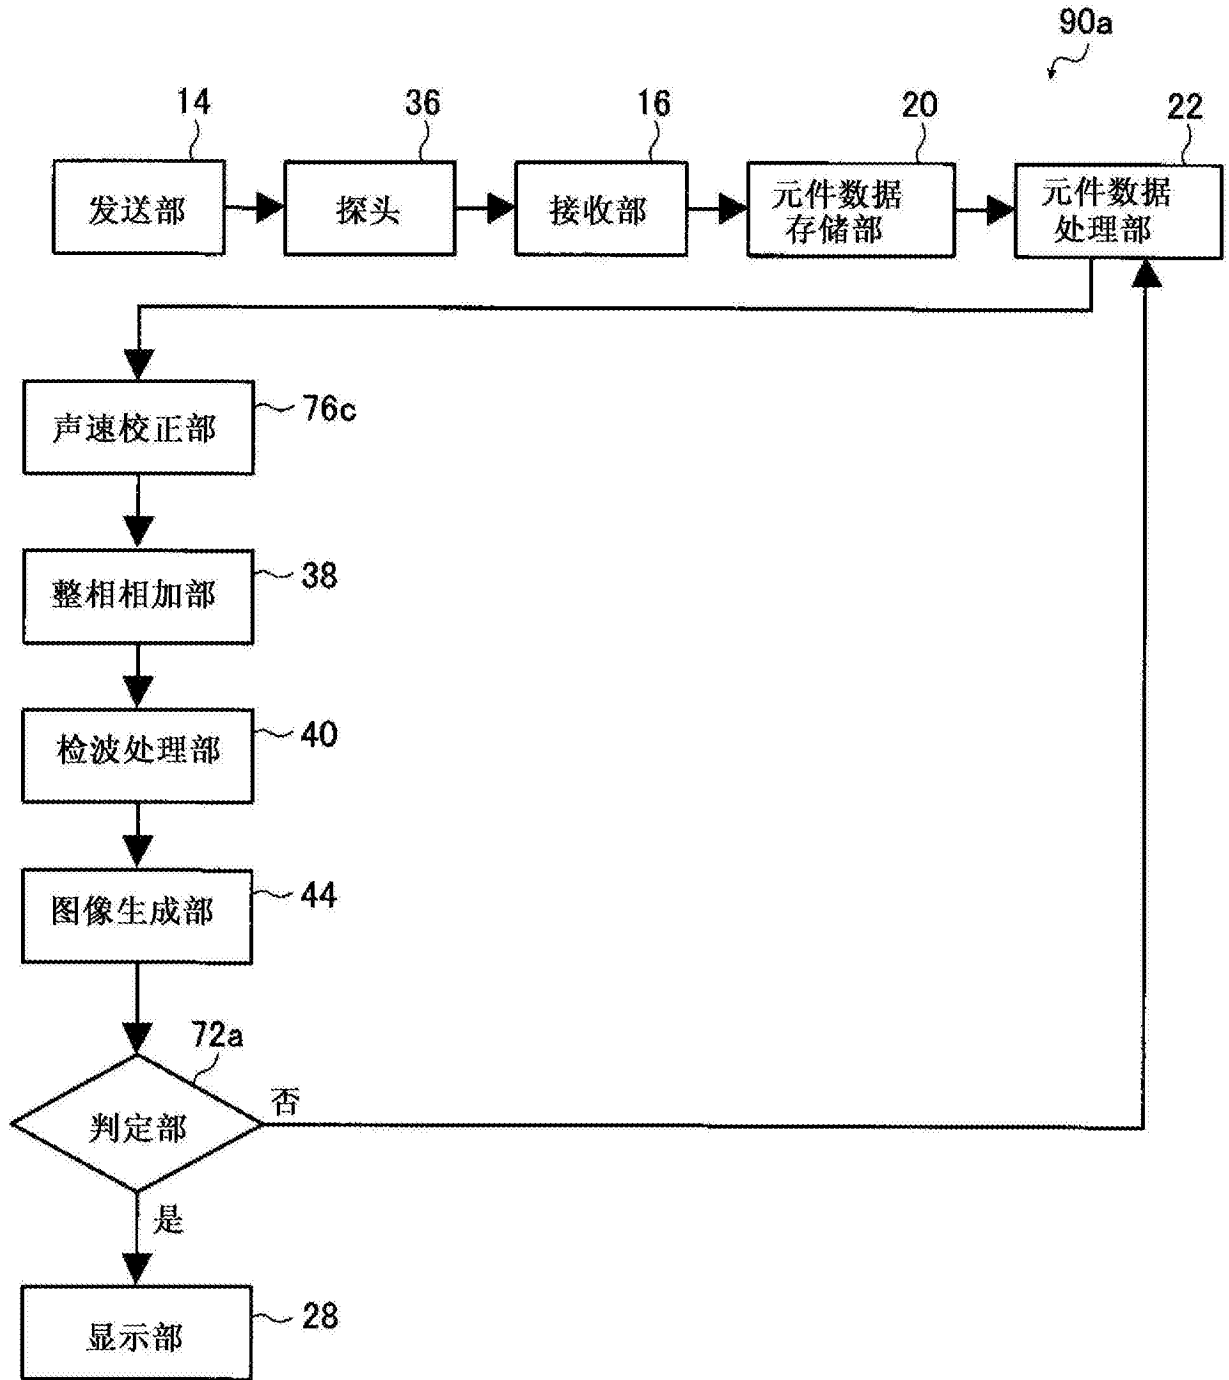 90a
14
36
16
20
22
发送部
探头
接收部
元件数据
存储部
元件数据
处理部
声速校正部
76c
整相相加部
38
检波处理部
40
图像生成部
44
72a
判定部
否
是
显示部
28